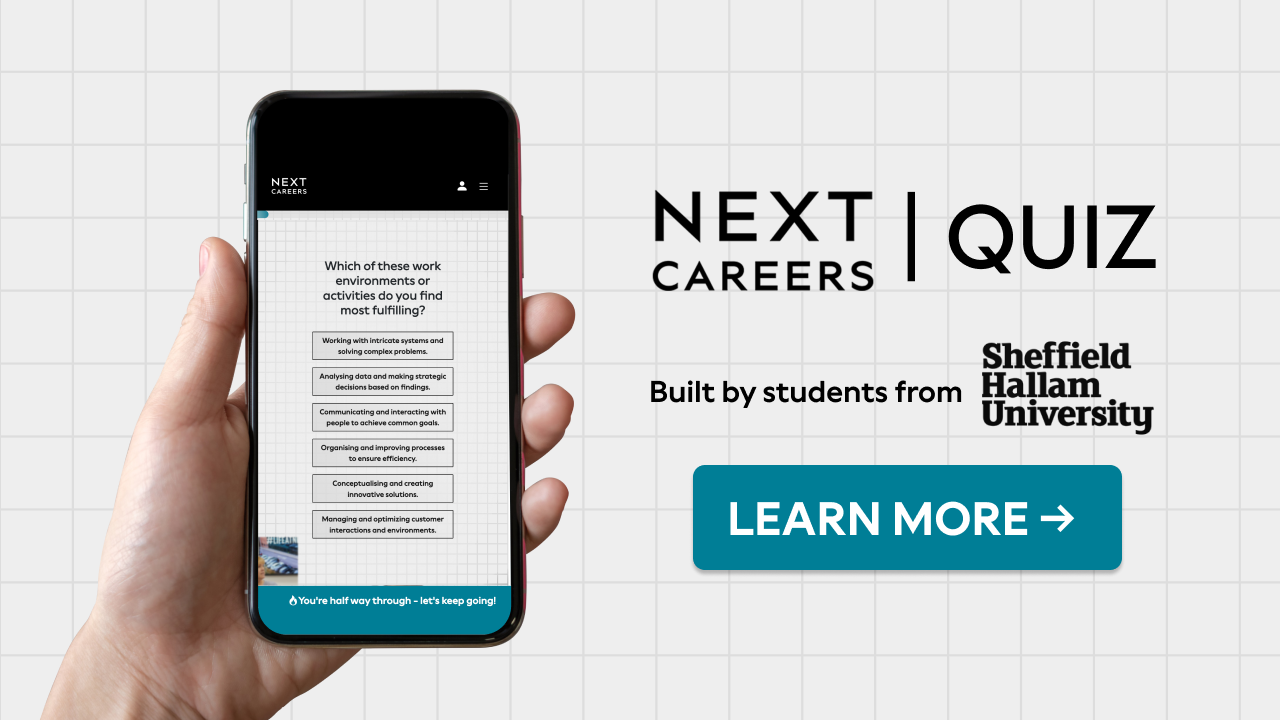 NEXT
CAREERS
Which of these work
environments or
activities do you find
most fulfilling?
Working with intricate systems and
solving complex problems.
Analysing data and making strategic
decisions based on findings.
Communicating and interacting with
people to achieve common goals.
Organising and improving processes
to ensure efficiency.
Conceptualising and creating
innovative solutions.
Managing and optimizing customer
interactions and environments.
You're half way through - let's keep going!
NEXT
CAREERS
| QUIZ
Built by students from
Sheffield
Hallam
University
LEARN MORE →